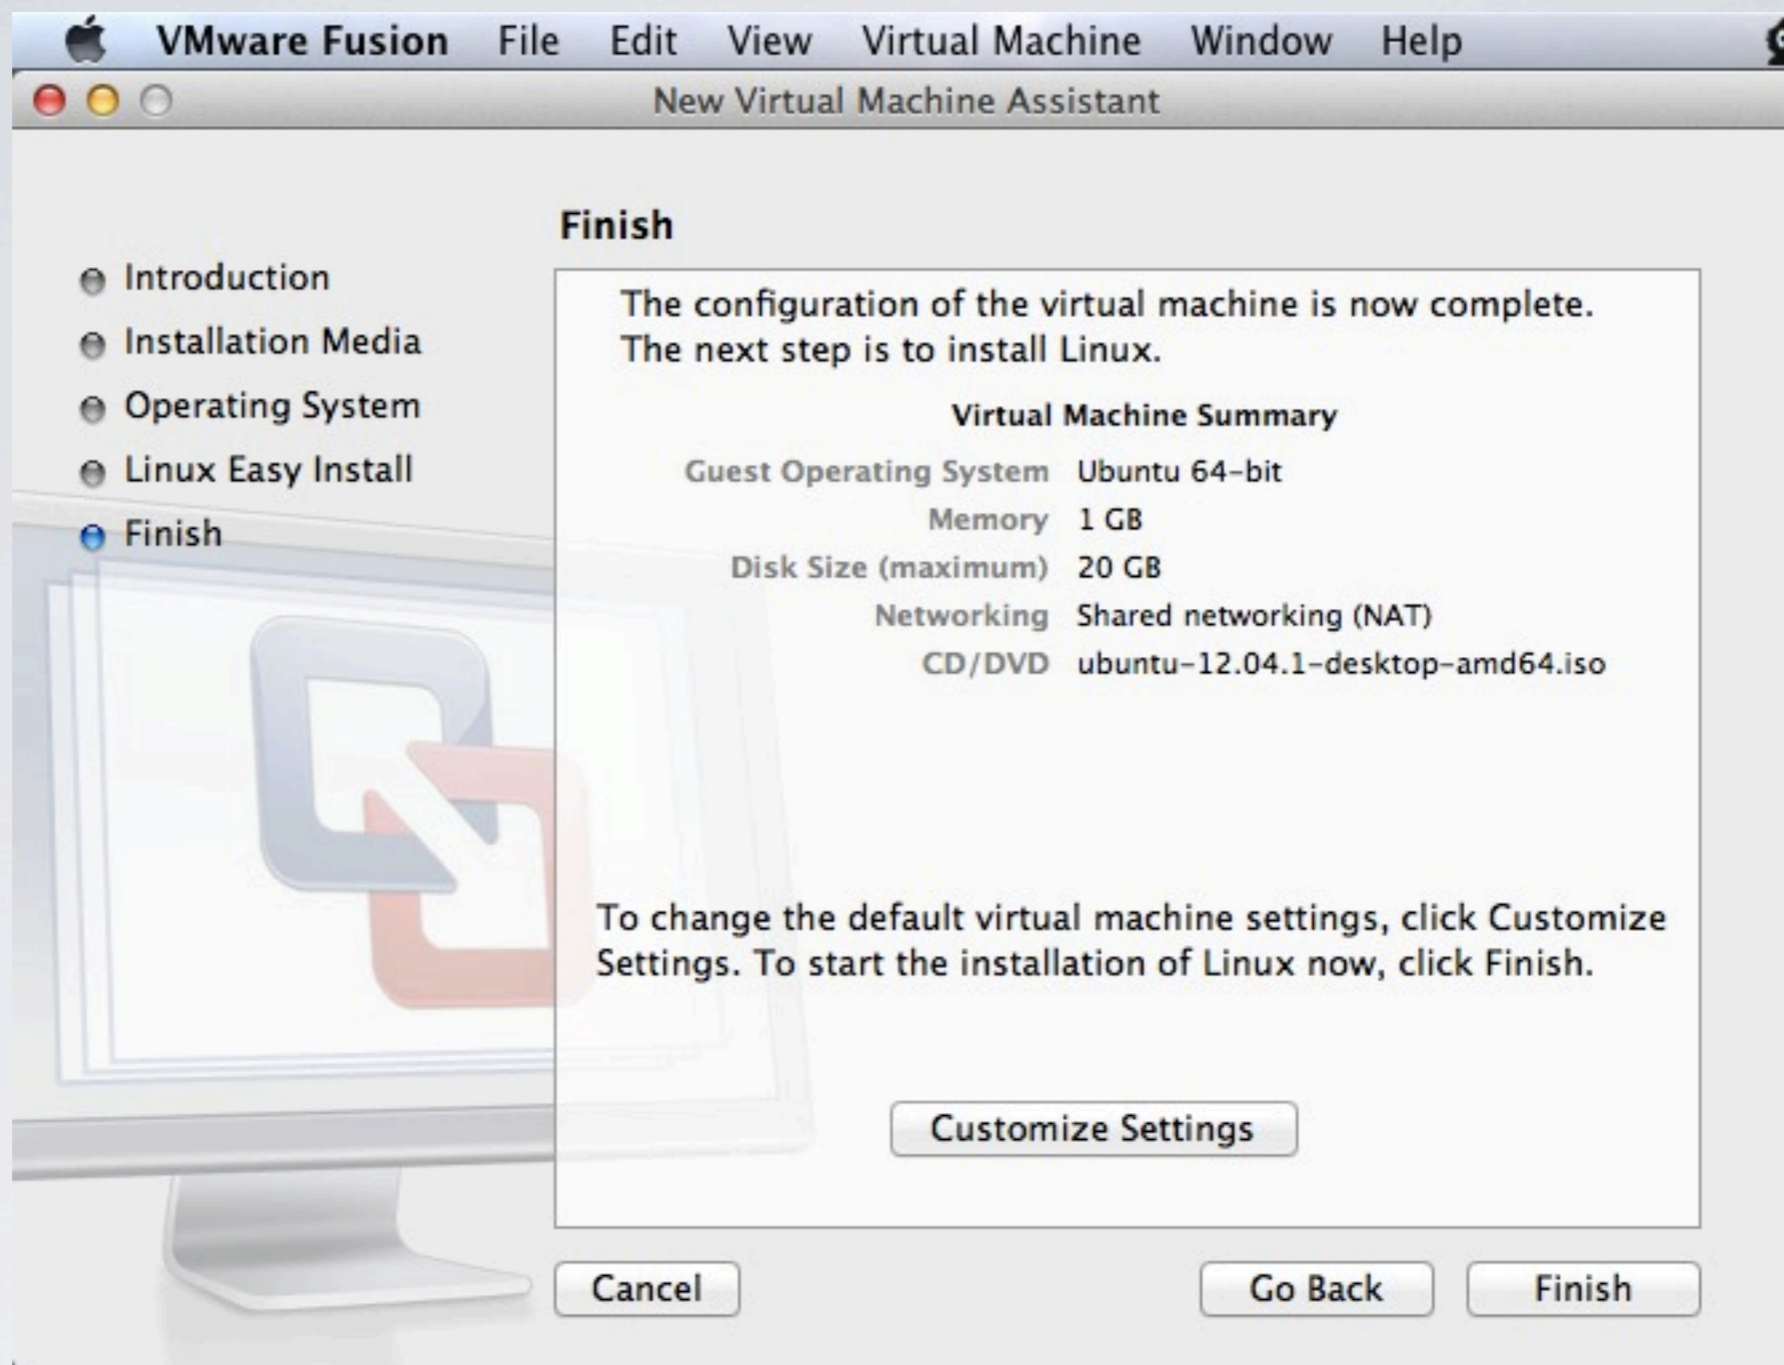 VMware Fusion File Edit View Virtual Machine Window Help
New Virtual Machine Assistant
Introduction
Installation Media
Operating System
Linux Easy Install
Finish
Finish
The configuration of the virtual machine is now complete.
The next step is to install Linux.
Virtual Machine Summary
Guest Operating System Ubuntu 64-bit
Memory 1 GB
Disk Size (maximum) 20 GB
Networking Shared networking (NAT)
CD/DVD ubuntu-12.04.1-desktop-amd64.iso
To change the default virtual machine settings, click Customize
Settings. To start the installation of Linux now, click Finish.
Customize Settings
Cancel
Go Back
Finish